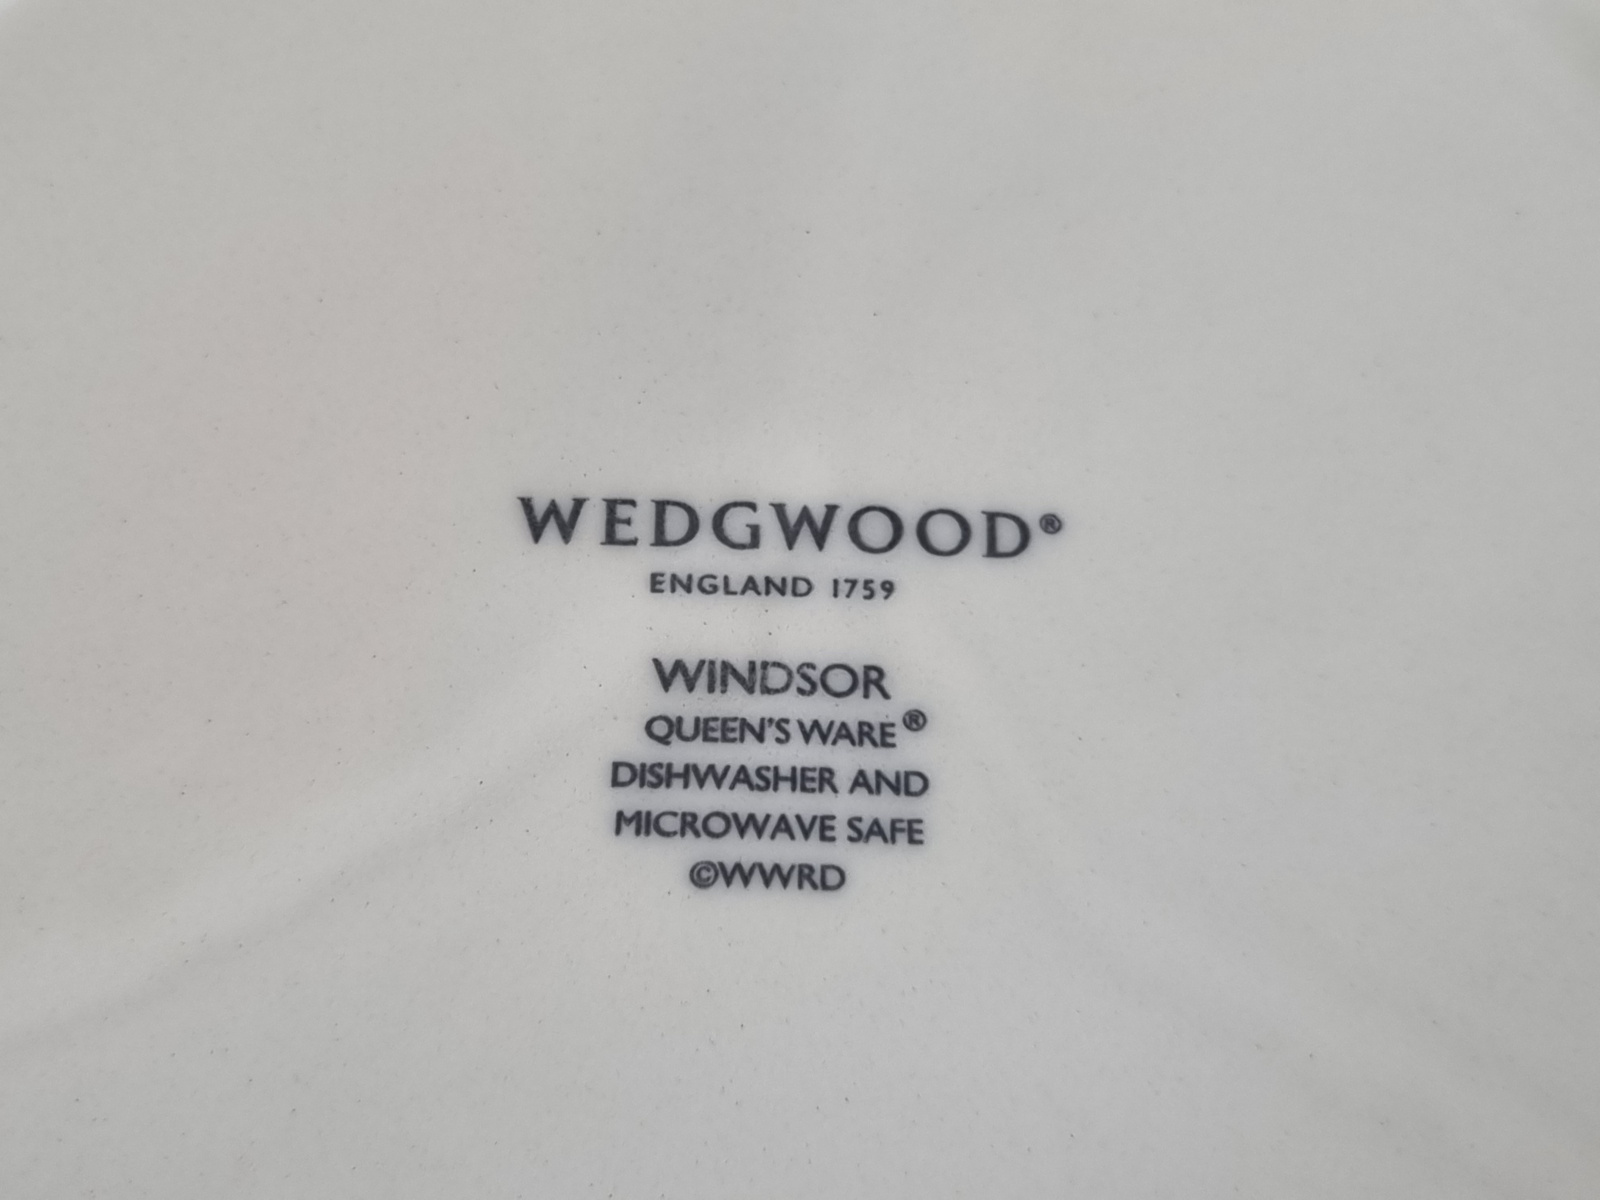 WEDGWOOD®
ENGLAND 1759
WINDSOR
QUEEN'S WARE®
DISHWASHER AND
MICROWAVE SAFE
©WWRD